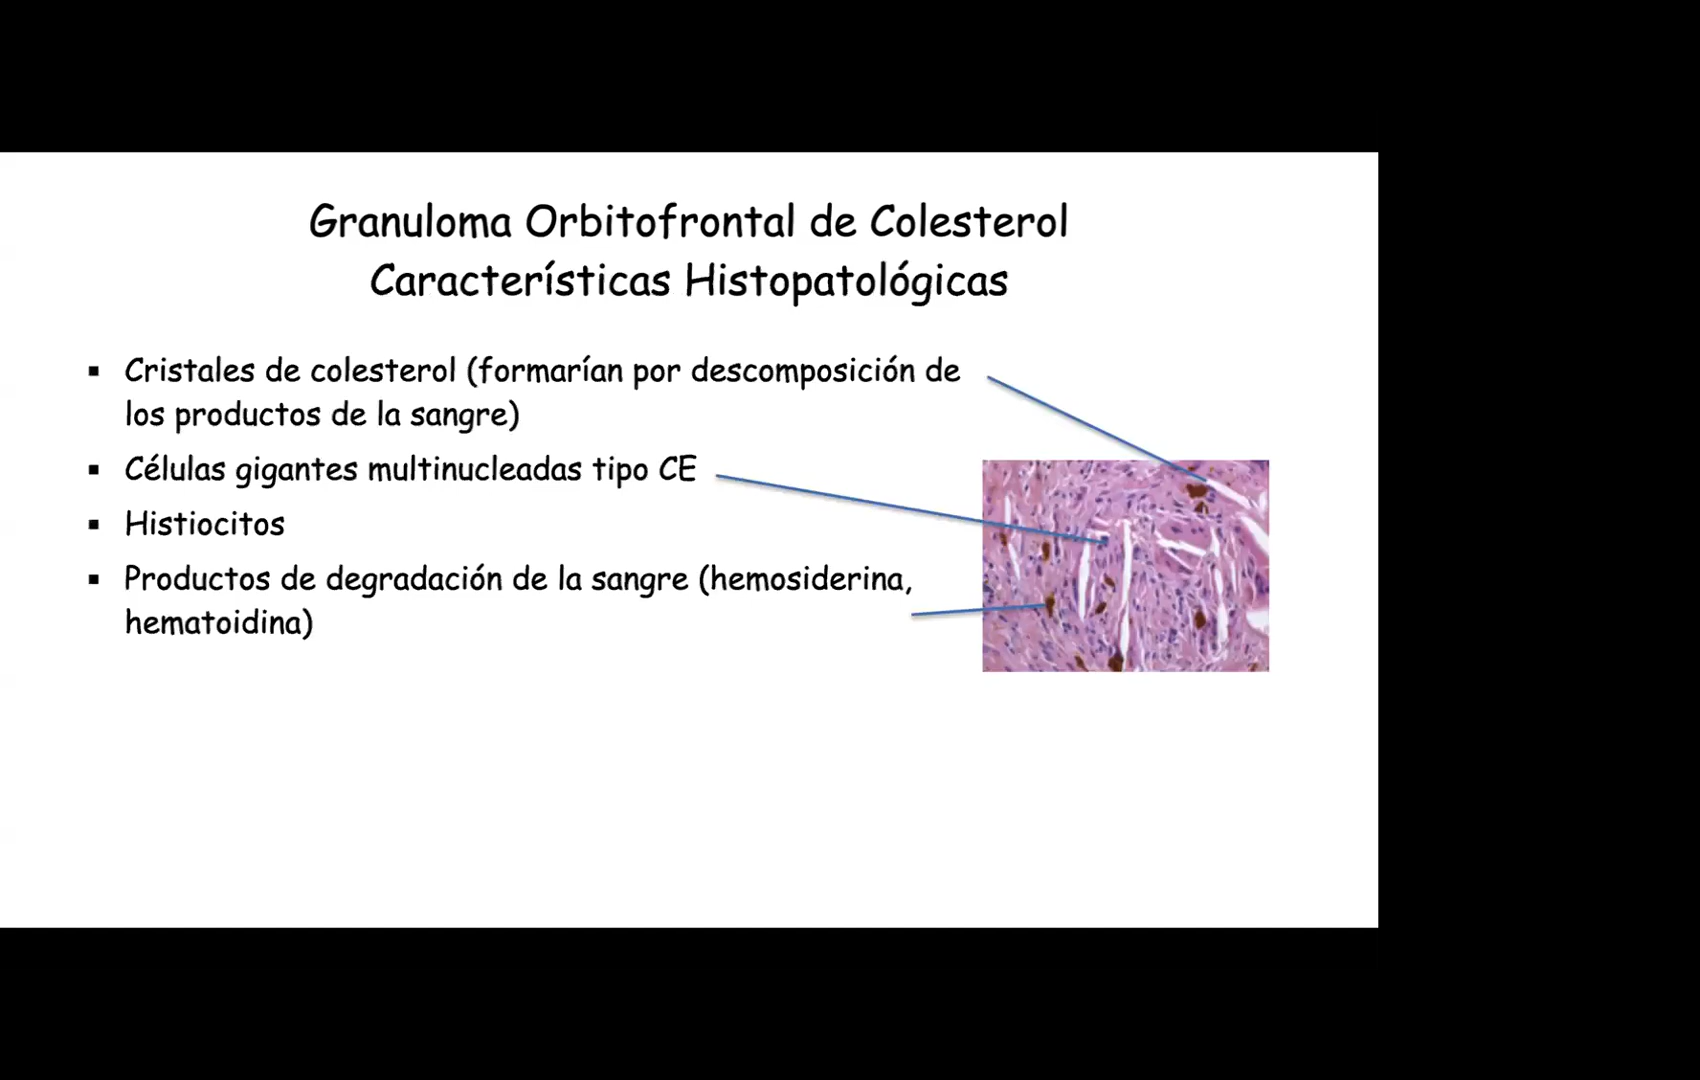 Granuloma Orbitofrontal de Colesterol
Características Histopatológicas
▪ Cristales de colesterol (formarían por descomposición de
los productos de la sangre)
▪ Células gigantes multinucleadas tipo CE
▪ Histiocitos
▪ Productos de degradación de la sangre (hemosiderina,
hematoidina)